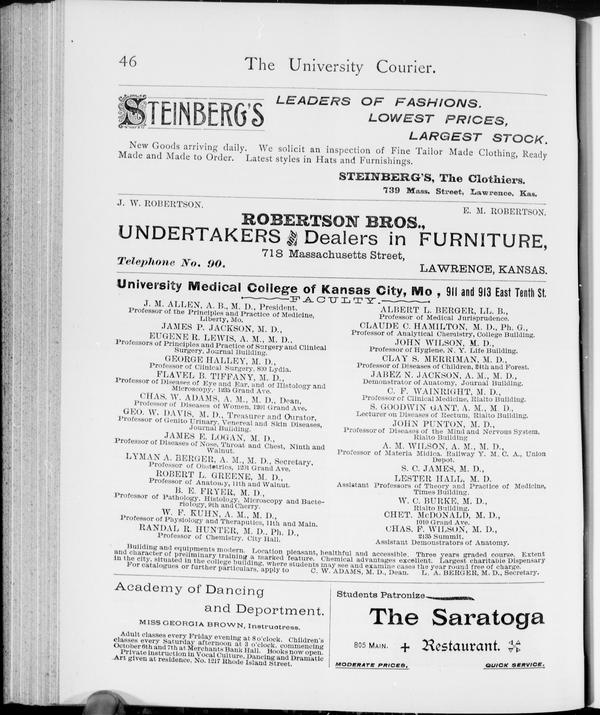 46
The University Courier.
STEINBERG'S
LEADERS OF FASHIONS.
LOWEST PRICES,
LARGEST STOCK.
New Goods arriving daily. We solicit an inspection of Fine Tailor Made Clothing, Ready
Made and Made to Order. Latest styles in Hats and Furnishings.
STEINBERG'S, The Clothiers.
739 Mass. Street, Lawrence, Kas.
J. W. ROBERTSON.
E. M. ROBERTSON.
ROBERTSON BROS.,
UNDERTAKERS and Dealers in FURNITURE,
718 Massachusetts Street,
Telephone No. 90.
LAWRENCE, KANSAS.
University Medical College of Kansas City, Mo , 911 and 913 East Tenth St.
FACULTY.
J. M. ALLEN, A. B., M. D., President,
Professor of the Principles and Practice of Medicine,
Liberty, Mo.
JAMES P. JACKSON, M. D.,
EUGENE R. LEWIS, A. M., M. D.,
Professors of Principles and Practice of Surgery and Clinical
Surgery, Journal Building.
GEORGE HALLEY, M. D.,
Professor of Clinical Surgery, 800 Lydia.
FLAVEL B. TIFFANY, M. D.,
Professor of Diseases of Eye and Ear, and of Histology and
Microscopy, 1235 Grand Ave.
CHAS. W. ADAMS, A. M., M. D., Dean,
Professor of Diseases of Women, 1201 Grand Ave.
GEO. W. DAVIS, M. D., Treasurer and Curator,
Professor of Genito Urinary, Venereal and Skin Diseases,
Journal Building.
JAMES E. LOGAN, M. D.,
Professor of Diseases of Nose, Throat and Chest, Ninth and
Walnut.
LYMAN A. BERGER, A. M., M. D., Secretary,
Professor of Obstetrics, 1201 Grand Ave.
ROBERT L. GREENE, M. D.,
Professor of Anatomy, 11th and Walnut.
B. E. FRYER, M. D.,
Professor of Pathology, Histology, Microscopy and Bacte-
riology, 9th and Cherry.
W. F. KUHN, A. M., M. D.,
Professor of Physiology and Theraputics, 11th and Main.
RANDAL R. HUNTER, M. D., Ph. D.,
Professor of Chemistry, City Hall.
ALBERT L. BERGER, LL. B.,
Professor of Medical Jurisprudence.
CLAUDE C. HAMILTON, M. D., Ph. G.,
Professor of Analytical Chemistry, College Building.
JOHN WILSON, M. D.,
Professor of Hygiene, N. Y. Life Building.
CLAY S. MERRIMAN, M. D.,
Professor of Diseases of Children, 24th and Forest.
JABEZ N. JACKSON, A. M., M. D.,
Demonstrator of Anatomy, Journal Building.
C. F. WAINRIGHT, M. D.,
Professor of Clinical Medicine, Rialto Building.
S. GOODWIN GANT, A. M., M. D.,
Lecturer on Diseases of Rectum, Rialto Building.
JOHN PUNTON, M. D.,
Professor of Diseases of the Mind and Nervous System,
Rialto Building
A. M. WILSON, A. M., M. D.,
Professor of Materia Midica, Railway Y. M. C. A., Union
Depot.
S. C. JAMES, M. D.,
LESTER HALL, M. D.
Assistant Professors of Theory and Practice of Medicine,
Times Building.
W. C. BURKE, M. D.,
Rialto Building.
CHET. McDONALD, M. D.,
1010 Grand Ave.
CHAS. F. WILSON, M. D.,
2135 Summit,
Assistant Demonstrators of Anatomy.
Building and equipments modern. Location pleasant, healthful and accessible. Three years graded course. Extent
and character of preliminary training a marked feature. Chemical advantages excellent. Largest charitable Dispensary
in the city, situated in the college building, where students may see and examine cases the year round free of charge.
For catalogues or further particulars, apply to C. W. ADAMS, M. D., Dean. L. A. BERGER, M. D., Secretary.
Academy of Dancing
and Deportment.
MISS GEORGIA BROWN, Instructress.
Adult classes every Friday evening at 8 o'clock. Children's
classes every Saturday afternoon at 3 o'clock, commencing
October 6th and 7th at Merchants Bank Hall. Books now open.
Private instruction in Vocal Culture, Dancing and Dramatic
Art given at residence, No. 1217 Rhode Island Street.
Students Patronize
The Saratoga
805 MAIN. + Restaurant.
MODERATE PRICES,
QUICK SERVICE.